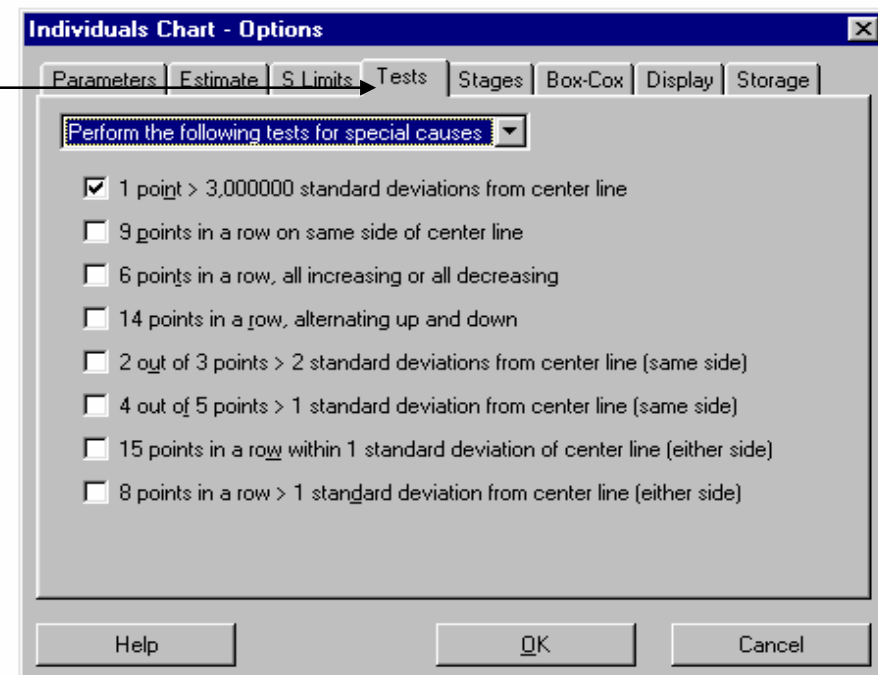 Individuals Chart - Options
Parameters Estimate S Limits Tests Stages Box-Cox Display Storage
Perform the following tests for special causes
1 point > 3,000000 standard deviations from center line
9 points in a row on same side of center line
6 points in a row, all increasing or all decreasing
14 points in a row, alternating up and down
2 out of 3 points > 2 standard deviations from center line (same side)
4 out of 5 points > 1 standard deviation from center line (same side)
15 points in a row within 1 standard deviation of center line (either side)
8 points in a row > 1 standard deviation from center line (either side)
Help OK Cancel